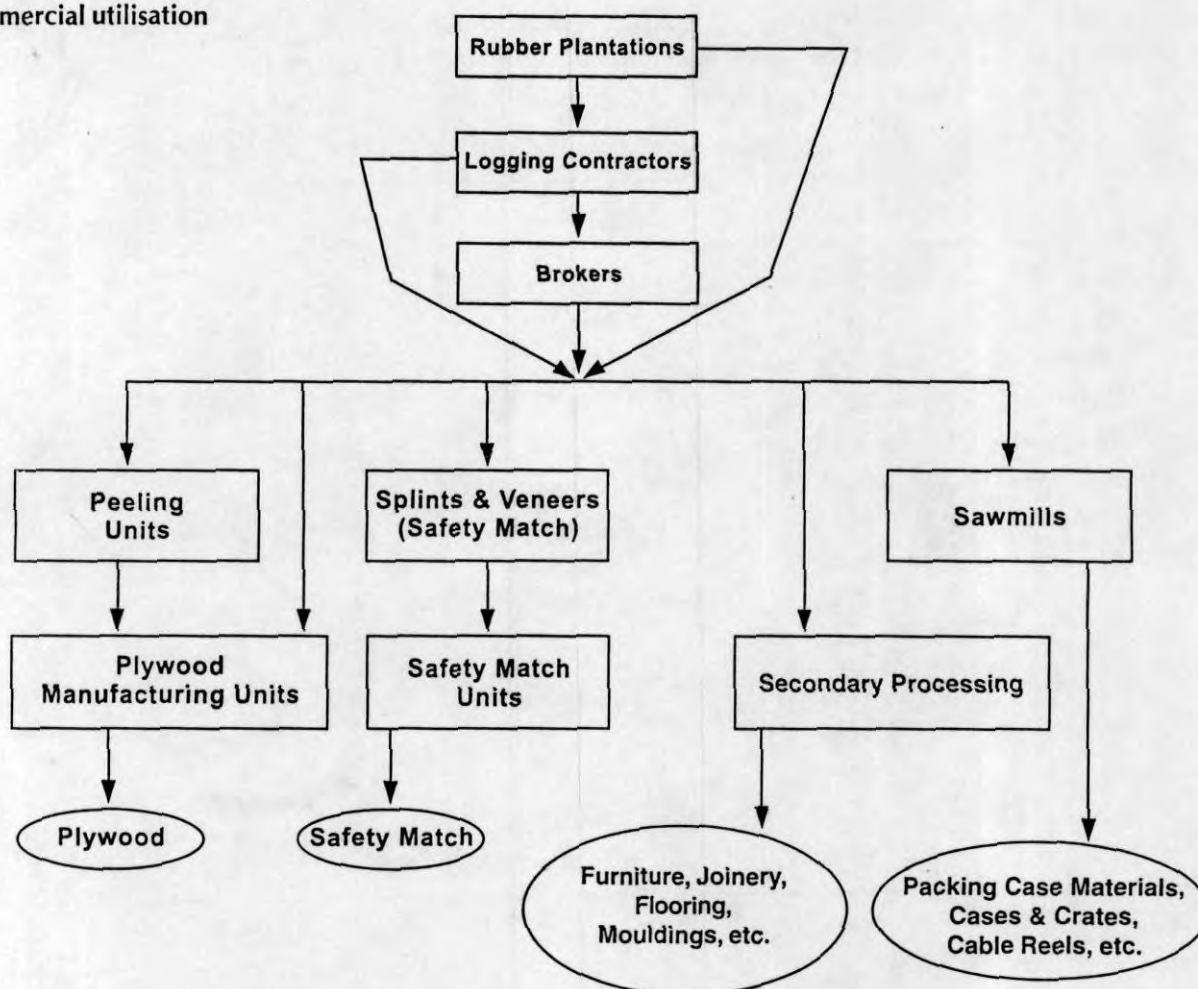 mercial utilisation
Rubber Plantations
Logging Contractors
Brokers
Peeling
Units
Splints & Veneers
(Safety Match)
Sawmills
Plywood
Manufacturing Units
Safety Match
Units
Secondary Processing
Plywood
Safety Match
Furniture, Joinery,
Flooring,
Mouldings, etc.
Packing Case Materials,
Cases & Crates,
Cable Reels, etc.